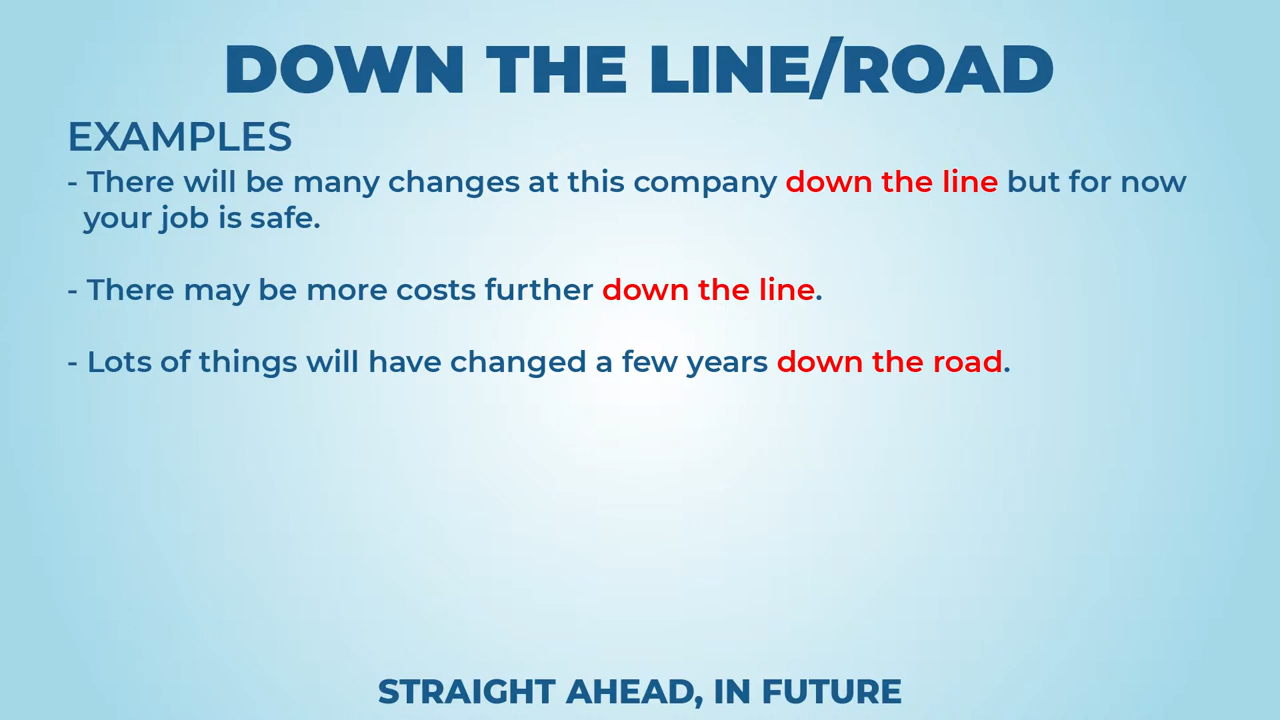 DOWN THE LINE/ROAD
EXAMPLES
- There will be many changes at this company down the line but for now
your job is safe.
- There may be more costs further down the line.
- Lots of things will have changed a few years down the road.
STRAIGHT AHEAD, IN FUTURE